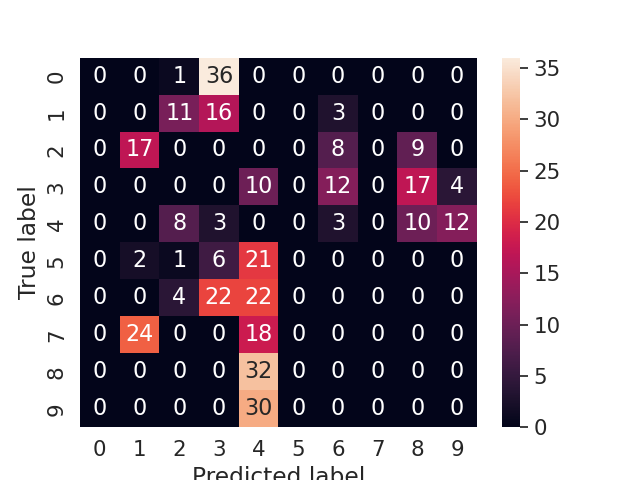 0 0 0 1 36 0 0 0 0 0 0
1 0 0 11 16 0 0 3 0 0 0
2 0 17 0 0 0 0 8 0 9 0
3 0 0 0 0 10 0 12 0 17 4
4 0 0 8 3 0 0 3 0 10 12
5 0 2 1 6 21 0 0 0 0 0
6 0 0 4 22 22 0 0 0 0 0
7 0 24 0 0 18 0 0 0 0 0
8 0 0 0 0 32 0 0 0 0 0
9 0 0 0 0 30 0 0 0 0 0
0 1 2 3 4 5 6 7 8 9
True label
Predicted label
35
30
25
20
15
10
5
0